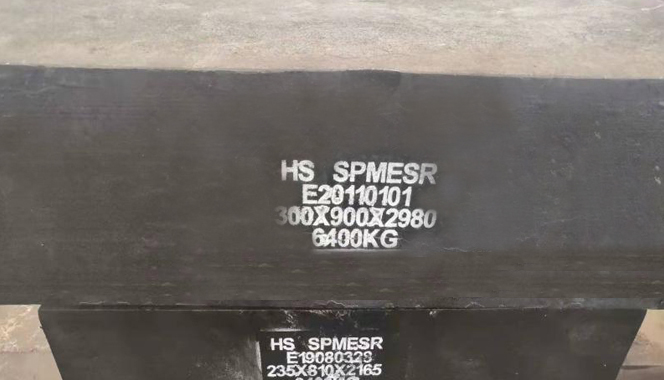 HS SPMESR
E20110101
300X900X2980
6400KG
HS SPMESR
E19080329
235X810X2165